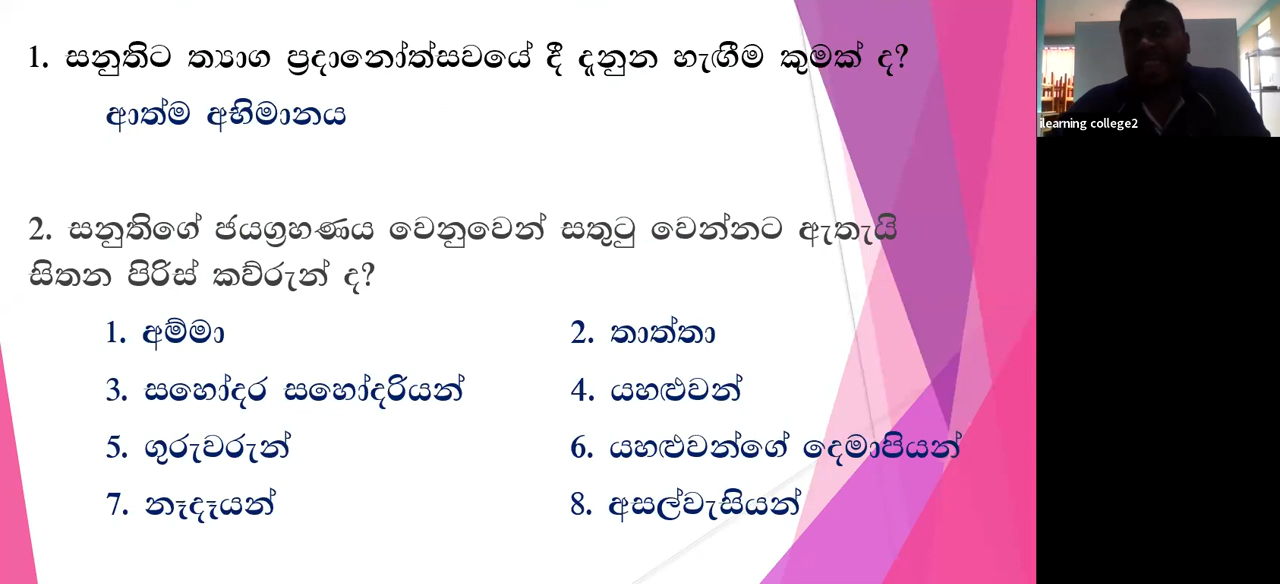 1. සනුතිට ත්‍යාග ප්‍රදානෝත්සවයේ දී දැනුන හැඟීම කුමක් ද?
ආත්ම අභිමානය
2. සනුතිගේ ජයග්‍රහණය වෙනුවෙන් සතුටු වෙන්නට ඇතැයි
සිතන පිරිස් කව්රුන් ද?
1. අම්මා 2. තාත්තා
3. සහෝදර සහෝදරියන් 4. යහළුවන්
5. ගුරුවරුන් 6. යහළුවන්ගේ දෙමාපියන්
7. නෑදෑයන් 8. අසල්වැසියන්
ilearning college2